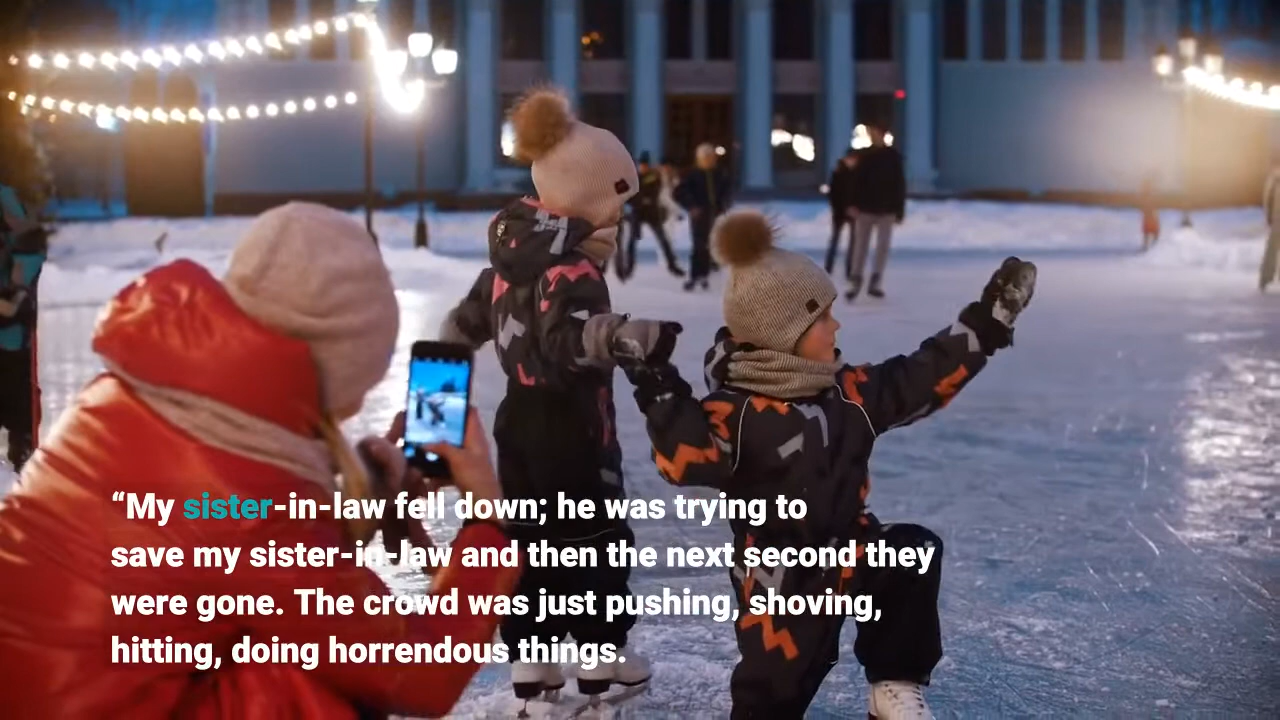 “My sister-in-law fell down; he was trying to
save my sister-in-law and then the next second they
were gone. The crowd was just pushing, shoving,
hitting, doing horrendous things.